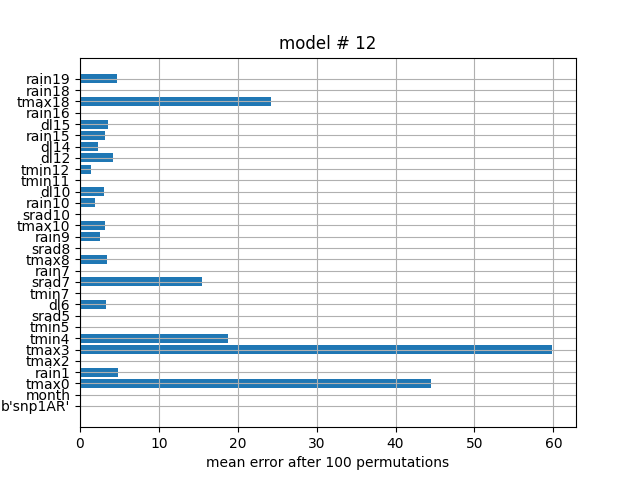 model # 12
rain19
rain18
tmax18
rain16
dl15
rain15
dl14
dl12
tmin12
tmin11
dl10
rain10
srad10
tmax10
rain9
srad8
tmax8
rain7
srad7
tmin7
dl6
srad5
tmin5
tmin4
tmax3
tmax2
rain1
tmax0
month
b'snp1AR'
0 10 20 30 40 50 60
mean error after 100 permutations